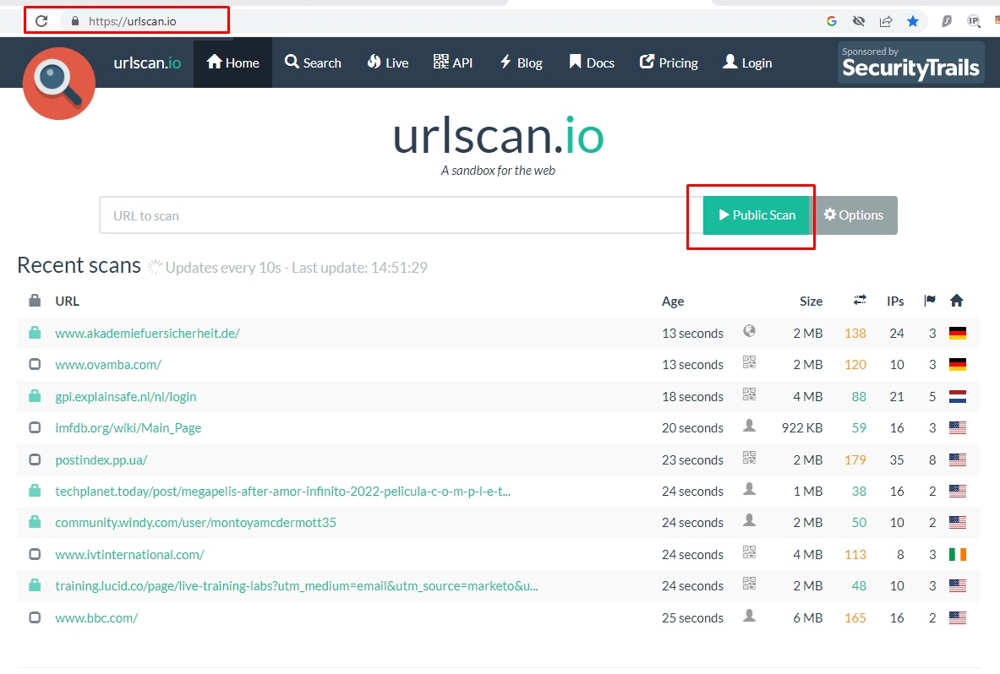 https://urlscan.io
urlscan.io Home Search Live API Blog Docs Pricing Login
Sponsored by
SecurityTrails
urlscan.io
A sandbox for the web
URL to scan Public Scan Options
Recent scans Updates every 10s - Last update: 14:51:29
URL Age Size IPs
www.akademiefuersicherheit.de/ 13 seconds 2 MB 138 24 3
www.ovamba.com/ 13 seconds 2 MB 120 10 3
gpi.explainsafe.nl/nl/login 18 seconds 4 MB 88 21 5
imfdb.org/wiki/Main_Page 20 seconds 922 KB 59 16 3
postindex.pp.ua/ 23 seconds 2 MB 179 35 8
techplanet.today/post/megapelis-after-amor-infinito-2022-pelicula-c-o-m-p-l-e-t... 24 seconds 1 MB 38 16 2
community.windy.com/user/montoyamcdermott35 24 seconds 2 MB 50 10 2
www.ivtinternational.com/ 24 seconds 4 MB 113 8 3
training.lucid.co/page/live-training-labs?utm_medium=email&utm_source=marketo&u... 24 seconds 2 MB 48 10 3
www.bbc.com/ 25 seconds 6 MB 165 16 2